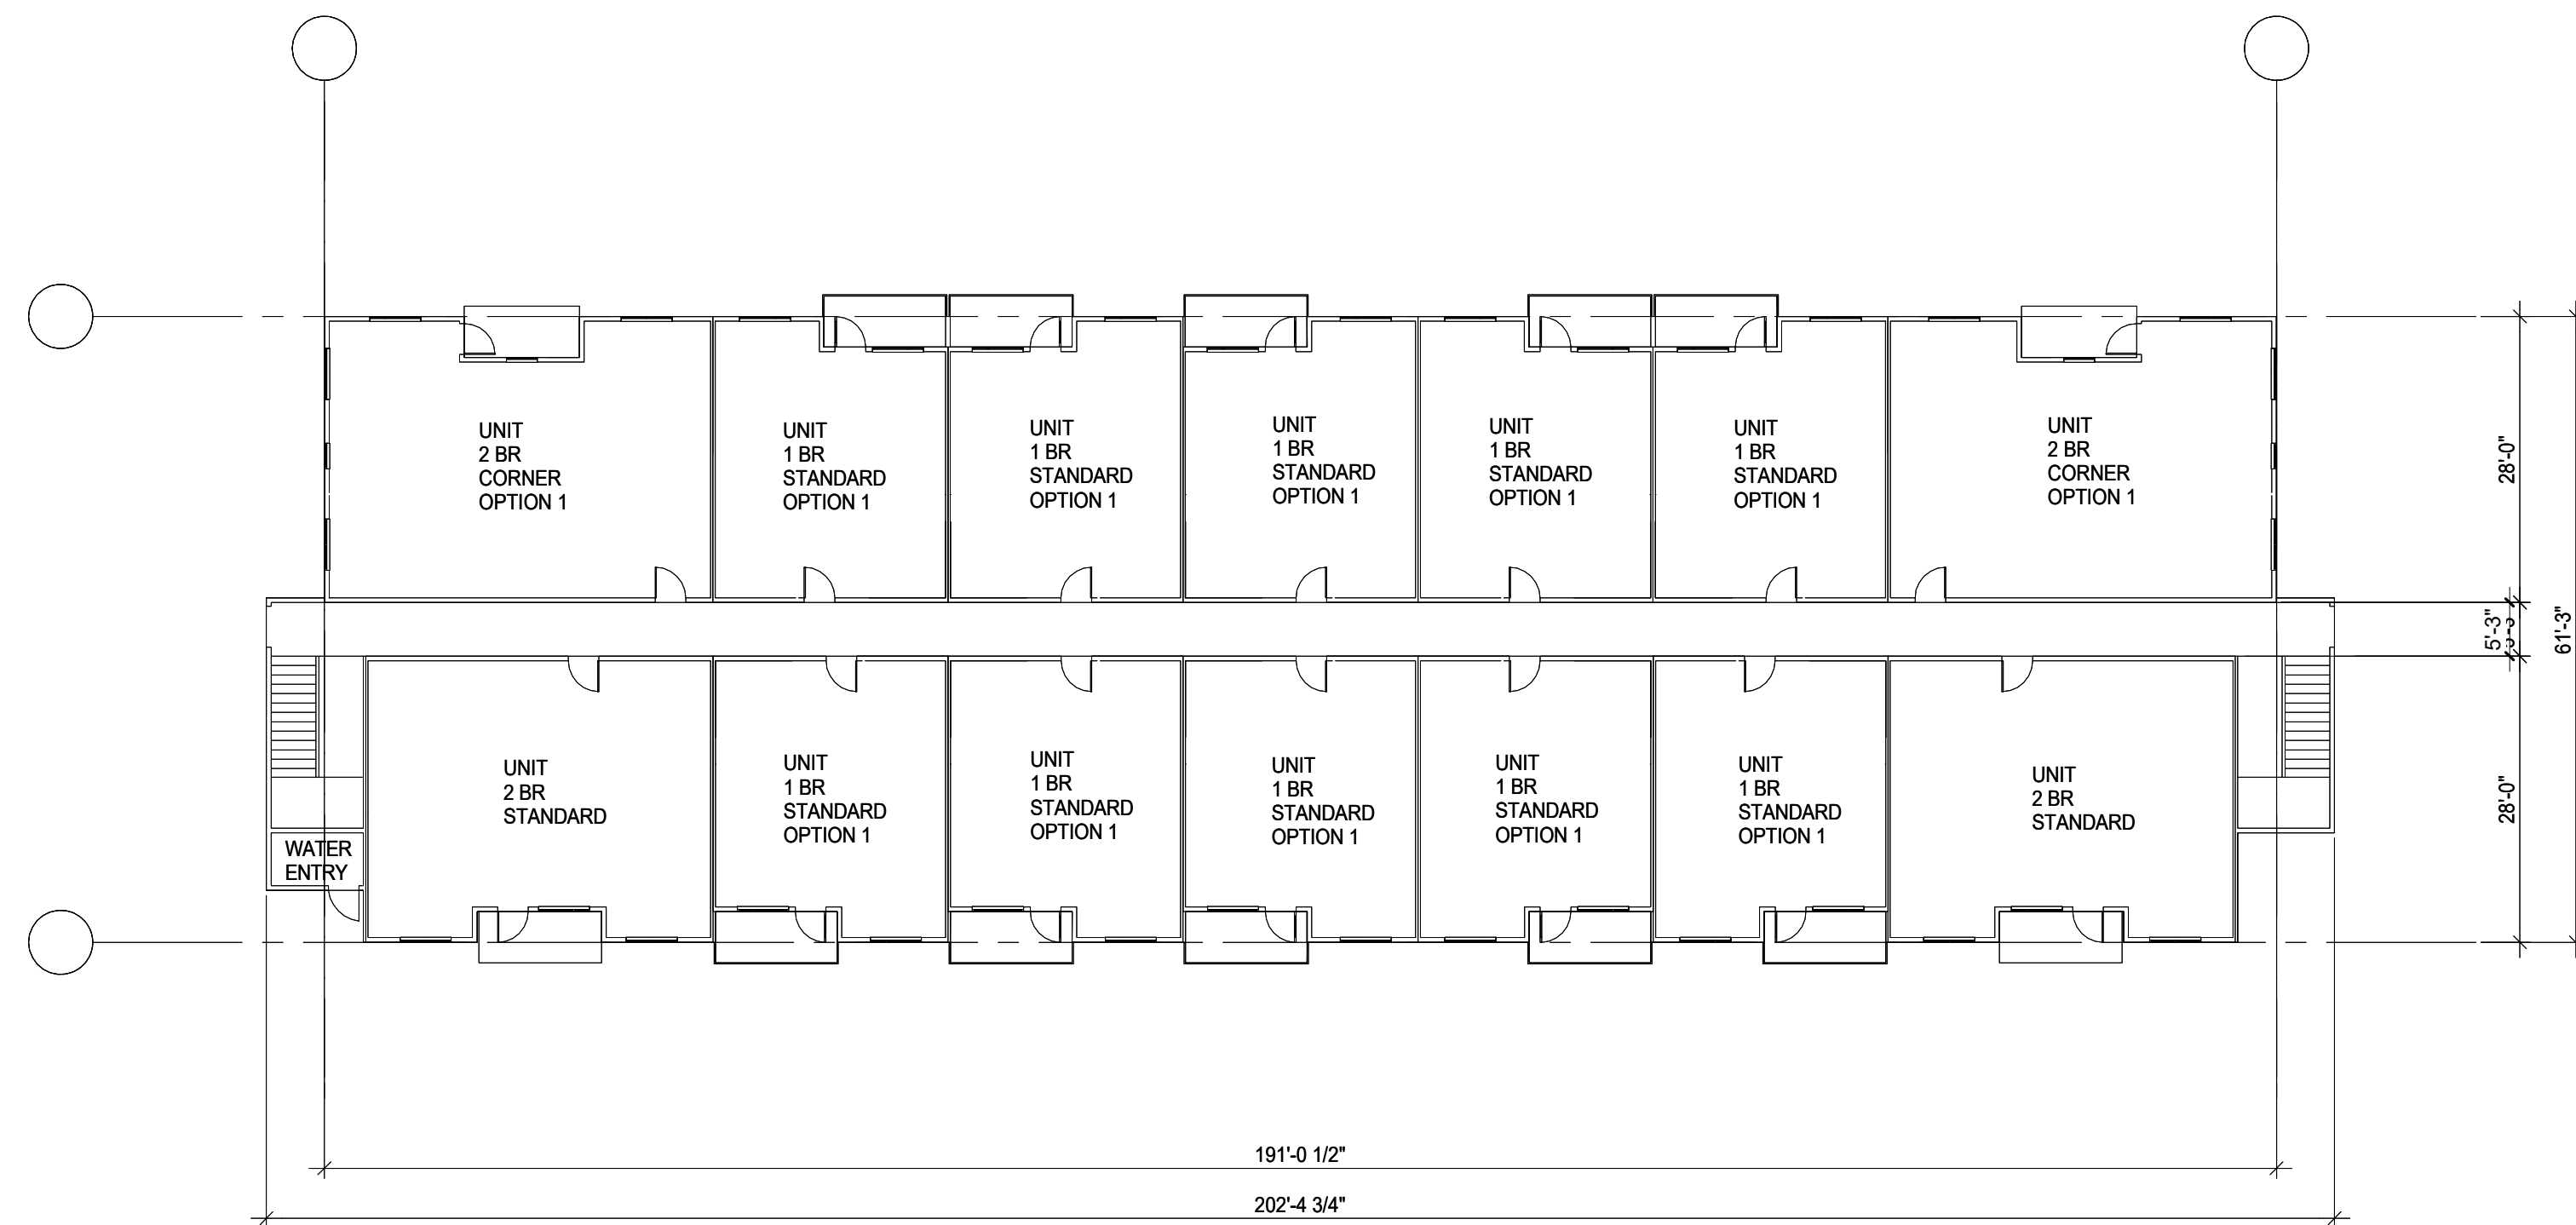 UNIT
2 BR
CORNER
OPTION 1
UNIT
1 BR
STANDARD
OPTION 1
UNIT
1 BR
STANDARD
OPTION 1
UNIT
1 BR
STANDARD
OPTION 1
UNIT
1 BR
STANDARD
OPTION 1
UNIT
1 BR
STANDARD
OPTION 1
UNIT
2 BR
CORNER
OPTION 1
28'-0"
5'-3"
61'-3"
UNIT
2 BR
STANDARD
UNIT
1 BR
STANDARD
OPTION 1
UNIT
1 BR
STANDARD
OPTION 1
UNIT
1 BR
STANDARD
OPTION 1
UNIT
1 BR
STANDARD
OPTION 1
UNIT
1 BR
STANDARD
OPTION 1
UNIT
2 BR
STANDARD
28'-0"
WATER
ENTRY
191'-0 1/2"
202'-4 3/4"